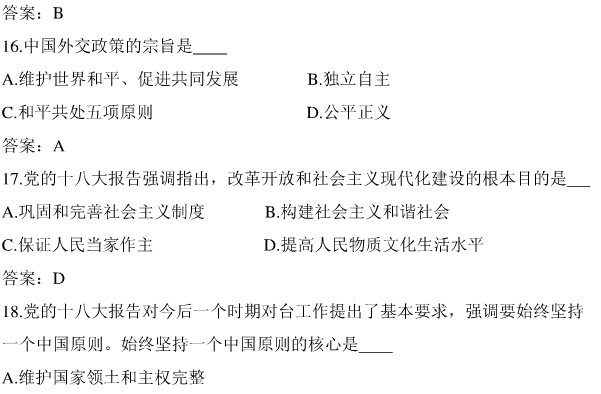 答案：B
16.中国外交政策的宗旨是____
A.维护世界和平、促进共同发展 B.独立自主
C.和平共处五项原则 D.公平正义
答案：A
17.党的十八大报告强调指出，改革开放和社会主义现代化建设的根本目的是___
A.巩固和完善社会主义制度 B.构建社会主义和谐社会
C.保证人民当家作主 D.提高人民物质文化生活水平
答案：D
18.党的十八大报告对今后一个时期对台工作提出了基本要求，强调要始终坚持
一个中国原则。始终坚持一个中国原则的核心是____
A.维护国家领土和主权完整